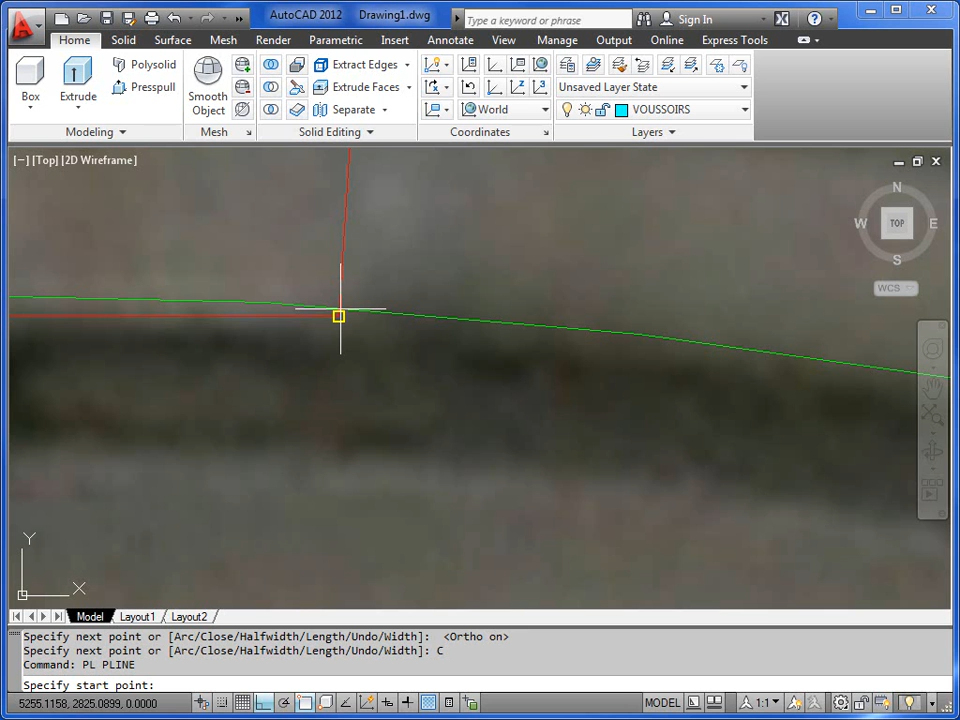 AutoCAD 2012 Drawing1.dwg Type a keyword or phrase Sign In
Home Solid Surface Mesh Render Parametric Insert Annotate View Manage Output Online Express Tools
Box Extrude Polysolid Presspull Smooth Object Extract Edges Extrude Faces Separate World Unsaved Layer State VOUSSOIRS
Modeling Mesh Solid Editing Coordinates Layers
[−] [Top] [2D Wireframe]
N
W TOP E
S
WCS
Y
X
Model Layout1 Layout2
Specify next point or [Arc/Close/Halfwidth/Length/Undo/Width]: <Ortho on>
Specify next point or [Arc/Close/Halfwidth/Length/Undo/Width]: C
Command: PL PLINE
Specify start point:
5255.1158, 2825.0899, 0.0000 MODEL 1:1